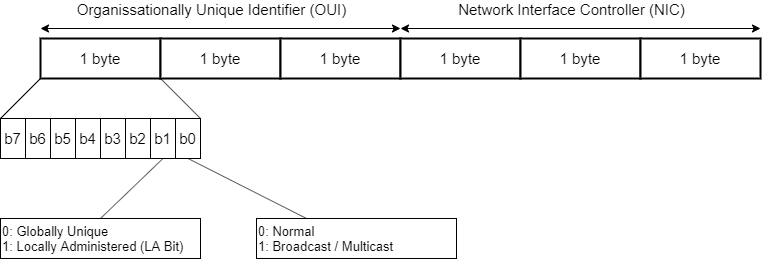 Organissationally Unique Identifier (OUI) Network Interface Controller (NIC)
1 byte 1 byte 1 byte 1 byte 1 byte 1 byte
b7 b6 b5 b4 b3 b2 b1 b0
0: Globally Unique
1: Locally Administered (LA Bit)
0: Normal
1: Broadcast / Multicast